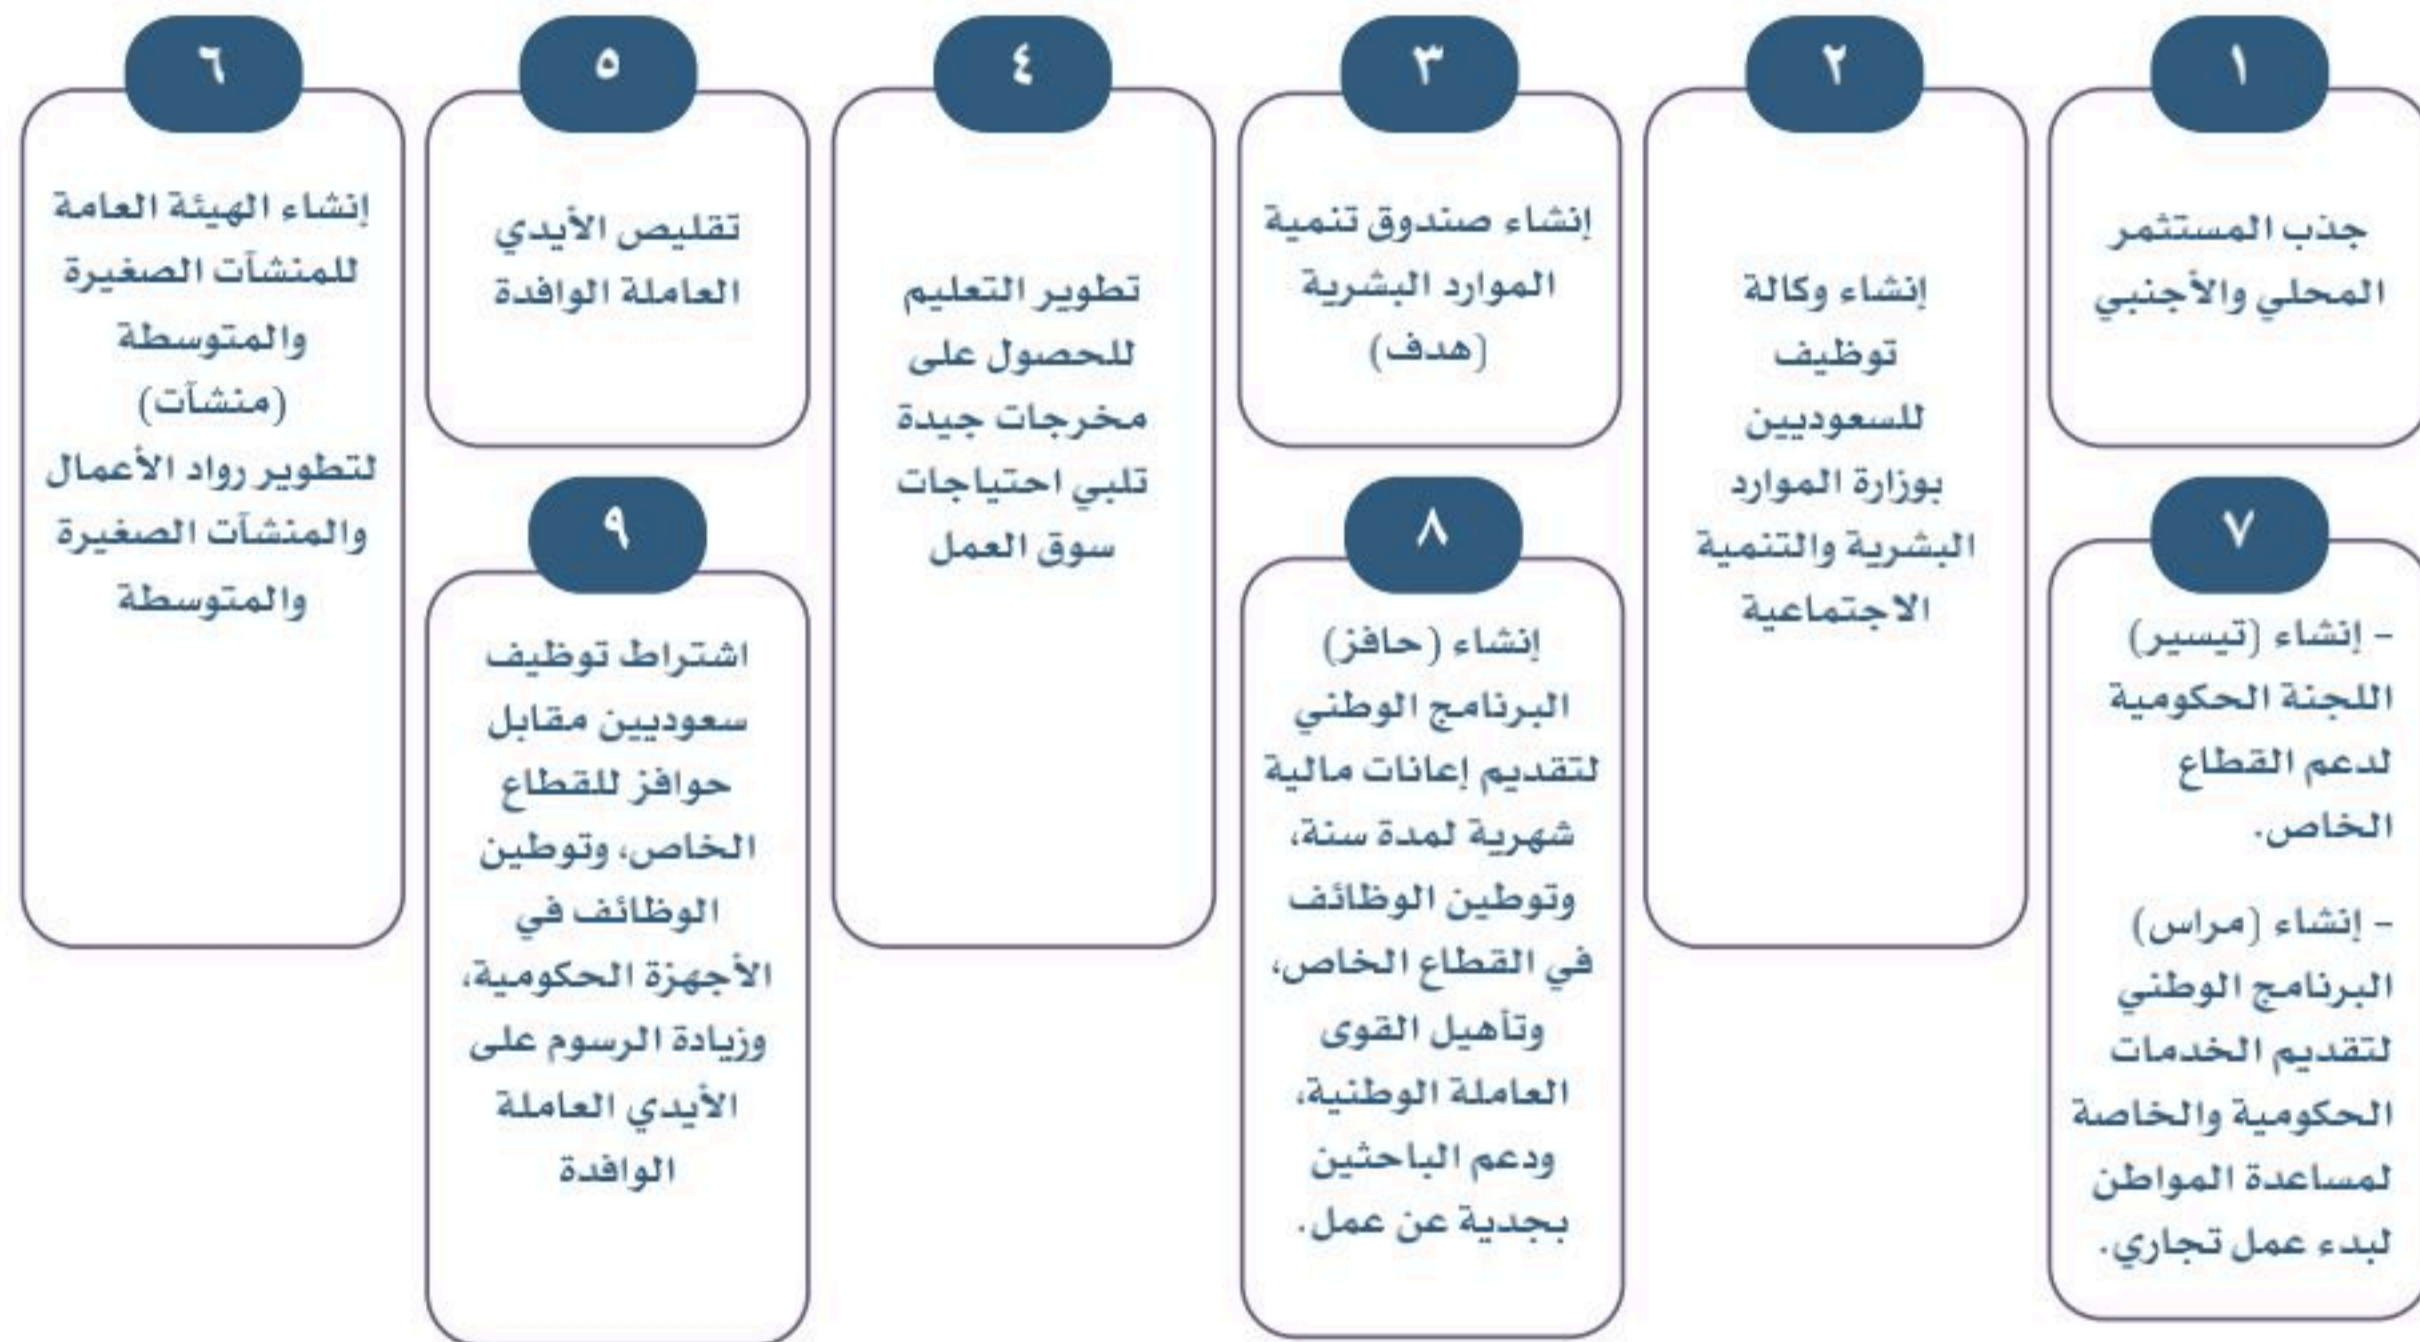 ١
جذب المستثمر
المحلي والأجنبي
٢
إنشاء وكالة
توظيف
للسعوديين
بوزارة الموارد
البشرية والتنمية
الاجتماعية
٣
إنشاء صندوق تنمية
الموارد البشرية
(هدف)
٤
تطوير التعليم
للحصول على
مخرجات جيدة
تلبي احتياجات
سوق العمل
٥
تقليص الأيدي
العاملة الوافدة
٦
إنشاء الهيئة العامة
للمنشآت الصغيرة
والمتوسطة
(منشآت)
لتطوير رواد الأعمال
والمنشآت الصغيرة
والمتوسطة
٧
– إنشاء (تيسير)
اللجنة الحكومية
لدعم القطاع
الخاص.
– إنشاء (مراس)
البرنامج الوطني
لتقديم الخدمات
الحكومية والخاصة
لمساعدة المواطن
لبدء عمل تجاري.
٨
إنشاء (حافز)
البرنامج الوطني
لتقديم إعانات مالية
شهرية لمدة سنة،
وتوطين الوظائف
في القطاع الخاص،
وتأهيل القوى
العاملة الوطنية،
ودعم الباحثين
بجدية عن عمل.
٩
اشتراط توظيف
سعوديين مقابل
حوافز للقطاع
الخاص، وتوطين
الوظائف في
الأجهزة الحكومية،
وزيادة الرسوم على
الأيدي العاملة
الوافدة